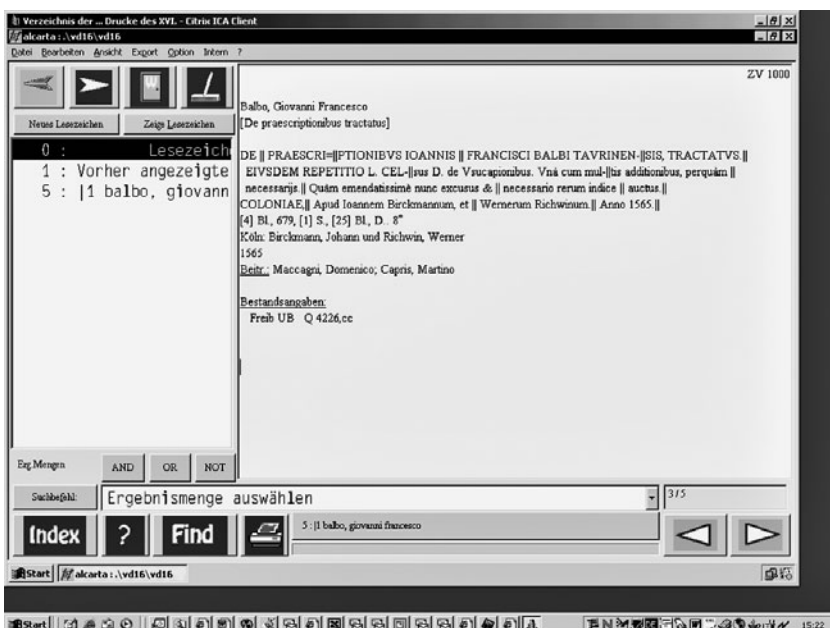 Verzeichnis der ... Drucke des XVI. - Citrix ICA Client
alcarta : .\vd16\vd16
Datei Bearbeiten Ansicht Export Option Intern ?
Neues Lesezeichen Zeige Lesezeichen
0 : Lesezeich
1 : Vorher angezeigte
5 : |1 balbo, giovann
ZV 1000
Balbo, Giovanni Francesco
[De praescriptionibus tractatus]
DE || PRAESCRI=||PTIONIBVS IOANNIS || FRANCISCI BALBI TAVRINEN-||SIS, TRACTATVS.||
EIVSDEM REPETITIO L. CEL-||sus D. de Vsucapionibus. Vná cum mul-||tis additionibus, perquàm ||
necessarijs.|| Quàm emendatissimè nunc excusus & || necessario rerum indice || auctus.||
COLONIAE,|| Apud Ioannem Birckmannum, et || Wernerum Richwinum.|| Anno 1565.||
[4] Bl., 679, [1] S., [25] Bl., D.. 8°
Köln: Birckmann, Johann und Richwin, Werner
1565
Beitr.: Maccagni, Domenico; Capris, Martino
Bestandsangaben:
Freib UB Q 4226,cc
Erg.Mengen AND OR NOT
Suchbefehl: Ergebnismenge auswählen 3/5
Index ? Find 5 : |1 balbo, giovanni francesco
Start alcarta : .\vd16\vd16
Start 15:22